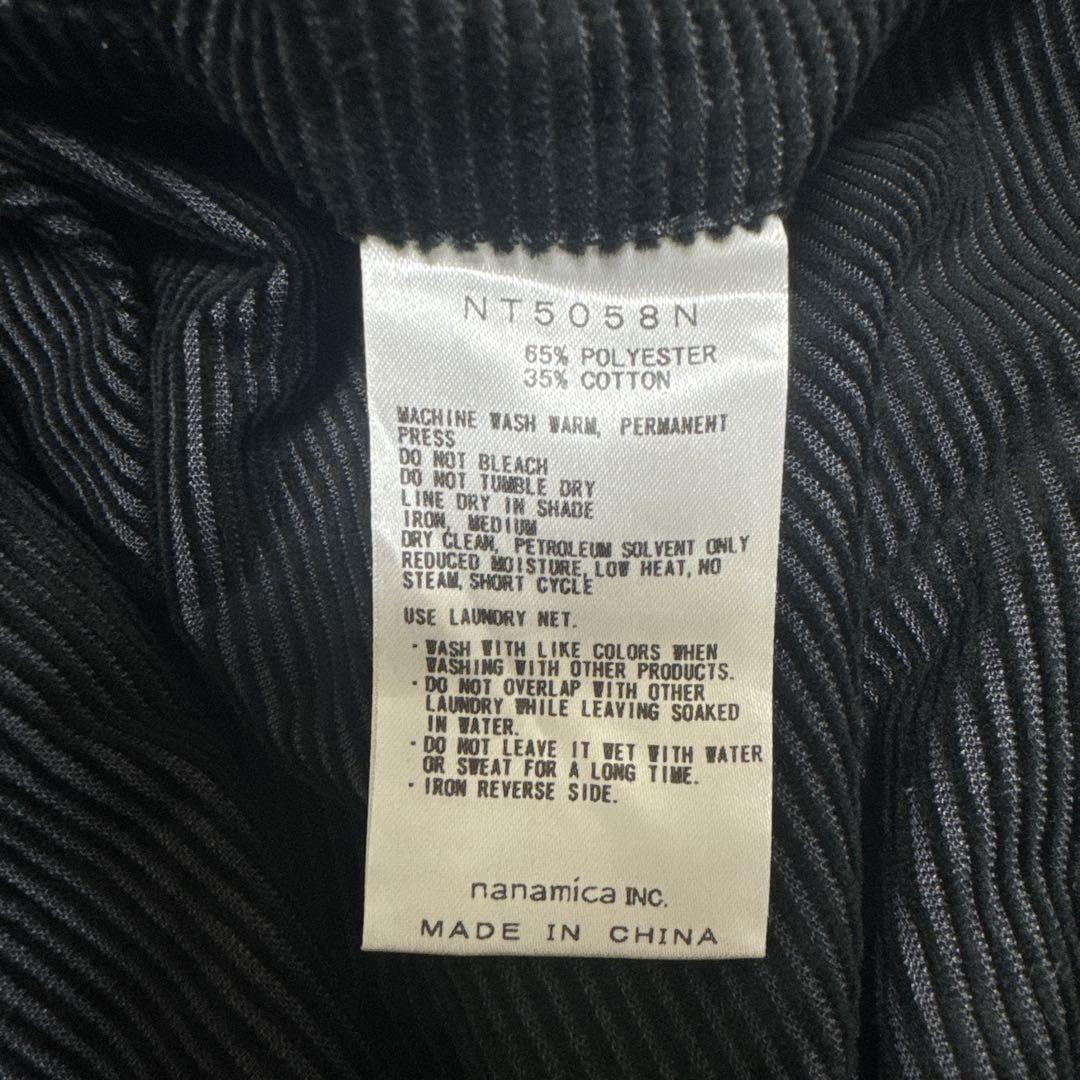 NT5058N
65% POLYESTER
35% COTTON
MACHINE WASH WARM, PERMANENT
PRESS
DO NOT BLEACH
DO NOT TUMBLE DRY
LINE DRY IN SHADE
IRON, MEDIUM
DRY CLEAN, PETROLEUM SOLVENT ONLY
REDUCED MOISTURE, LOW HEAT, NO
STEAM, SHORT CYCLE
USE LAUNDRY NET.
・WASH WITH LIKE COLORS WHEN
WASHING WITH OTHER PRODUCTS.
・DO NOT OVERLAP WITH OTHER
LAUNDRY WHILE LEAVING SOAKED
IN WATER.
・DO NOT LEAVE IT WET WITH WATER
OR SWEAT FOR A LONG TIME.
・IRON REVERSE SIDE.
nanamica INC.
MADE IN CHINA